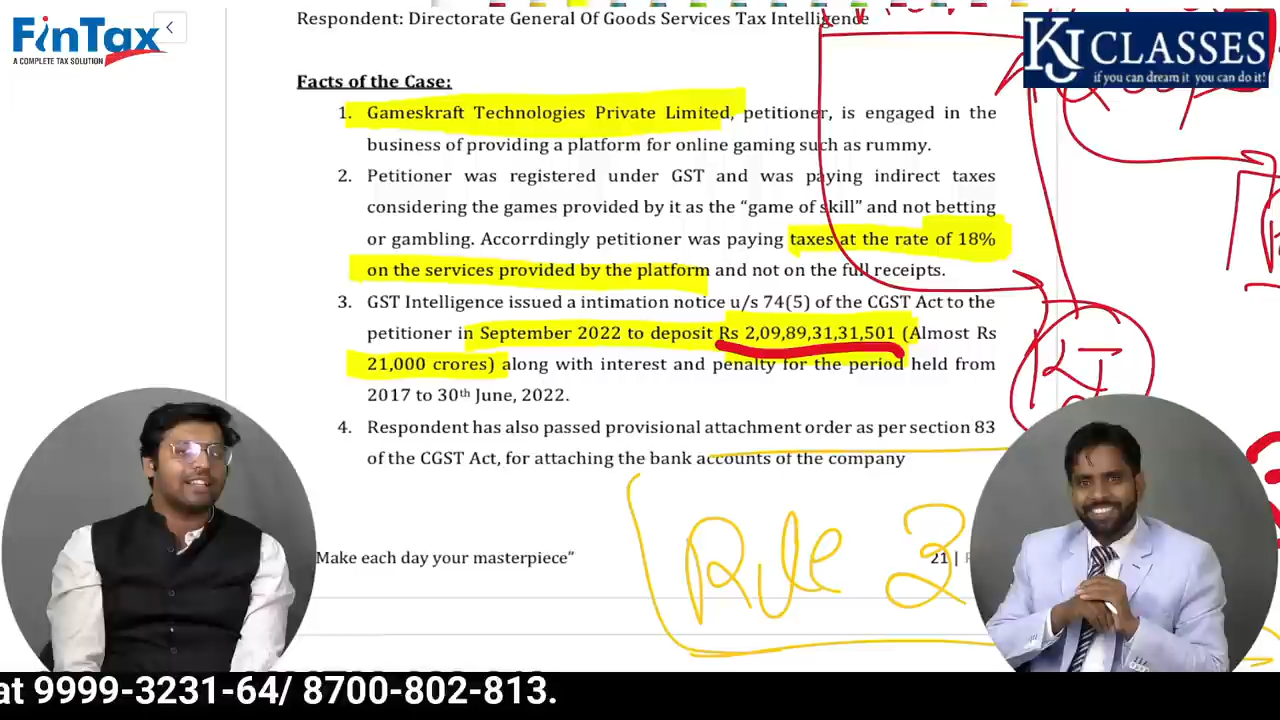 Respondent: Directorate General Of Goods Services Tax Intelligence
FinTax
A COMPLETE TAX SOLUTION
KJ CLASSES
if you can dream it you can do it!
Facts of the Case:
1. Gameskraft Technologies Private Limited, petitioner, is engaged in the
business of providing a platform for online gaming such as rummy.
2. Petitioner was registered under GST and was paying indirect taxes
considering the games provided by it as the “game of skill” and not betting
or gambling. Accorrdingly petitioner was paying taxes at the rate of 18%
on the services provided by the platform and not on the full receipts.
3. GST Intelligence issued a intimation notice u/s 74(5) of the CGST Act to the
petitioner in September 2022 to deposit Rs 2,09,89,31,31,501 (Almost Rs
21,000 crores) along with interest and penalty for the period held from
2017 to 30th June, 2022.
4. Respondent has also passed provisional attachment order as per section 83
of the CGST Act, for attaching the bank accounts of the company
Rule 3
Make each day your masterpiece”
21 |
at 9999-3231-64/ 8700-802-813.